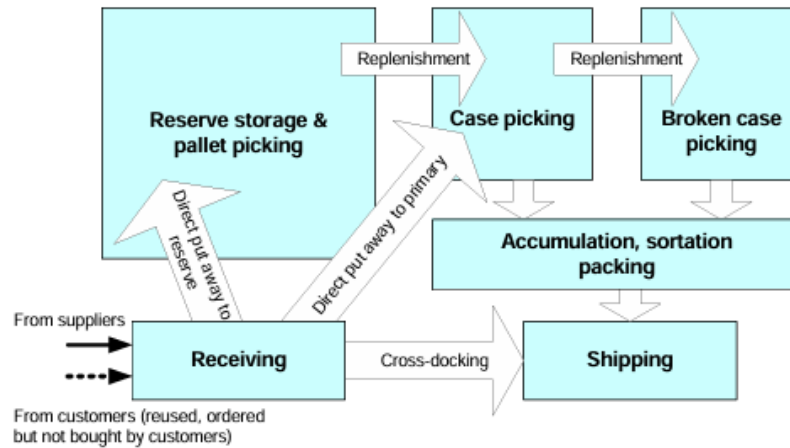 Replenishment
Replenishment
Reserve storage &
pallet picking
Case picking
Broken case
picking
Direct put away to
reserve
Direct put away to primary
Accumulation, sortation
packing
From suppliers
Receiving
Cross-docking
Shipping
From customers (reused, ordered
but not bought by customers)